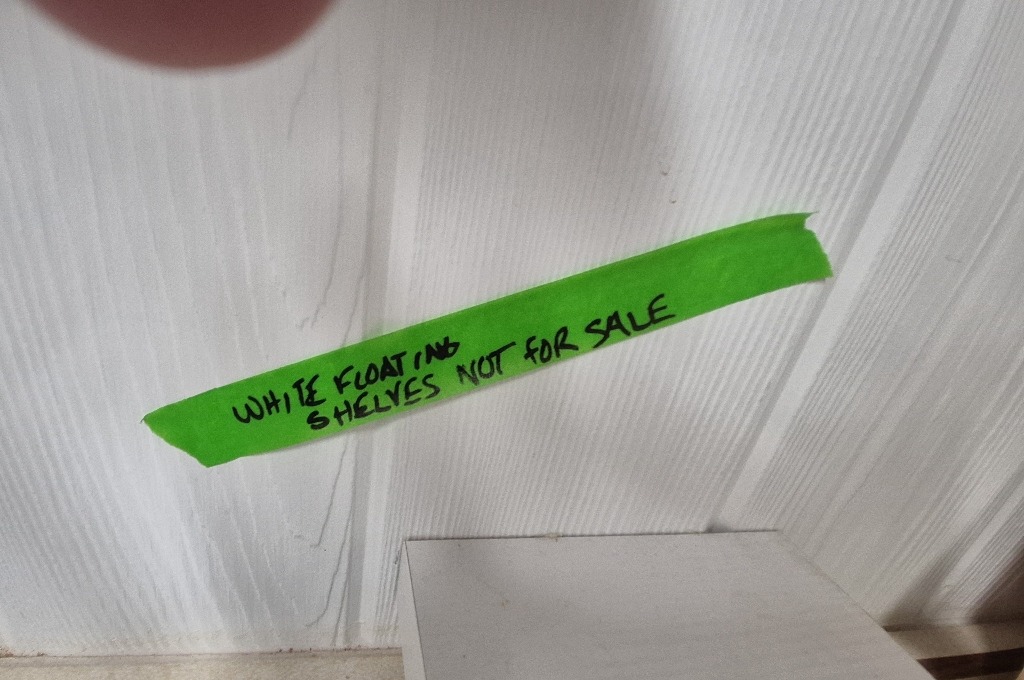 WHITE FLOATING
SHELVES NOT FOR SALE